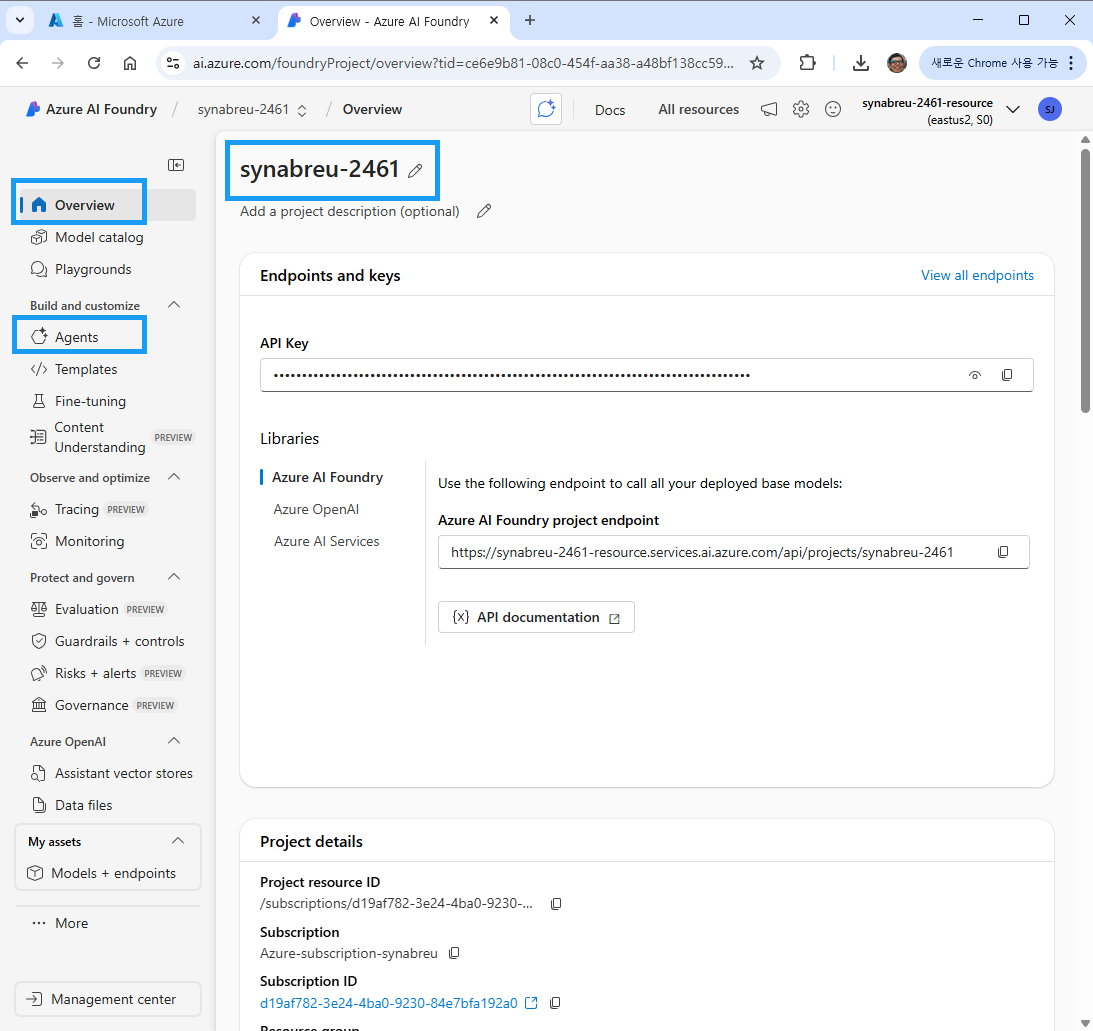 홈 - Microsoft Azure
Overview - Azure AI Foundry
ai.azure.com/foundryProject/overview?tid=ce6e9b81-08c0-454f-aa38-a48bf138cc59...
새로운 Chrome 사용 가능
Azure AI Foundry / synabreu-2461 / Overview
Docs
All resources
synabreu-2461-resource
(eastus2, S0)
SJ
Overview
Model catalog
Playgrounds
Build and customize
Agents
Templates
Fine-tuning
Content
Understanding PREVIEW
Observe and optimize
Tracing PREVIEW
Monitoring
Protect and govern
Evaluation PREVIEW
Guardrails + controls
Risks + alerts PREVIEW
Governance PREVIEW
Azure OpenAI
Assistant vector stores
Data files
My assets
Models + endpoints
More
Management center
synabreu-2461
Add a project description (optional)
Endpoints and keys
View all endpoints
API Key
Libraries
Azure AI Foundry
Azure OpenAI
Azure AI Services
Use the following endpoint to call all your deployed base models:
Azure AI Foundry project endpoint
https://synabreu-2461-resource.services.ai.azure.com/api/projects/synabreu-2461
{x} API documentation
Project details
Project resource ID
/subscriptions/d19af782-3e24-4ba0-9230-...
Subscription
Azure-subscription-synabreu
Subscription ID
d19af782-3e24-4ba0-9230-84e7bfa192a0
Resource group